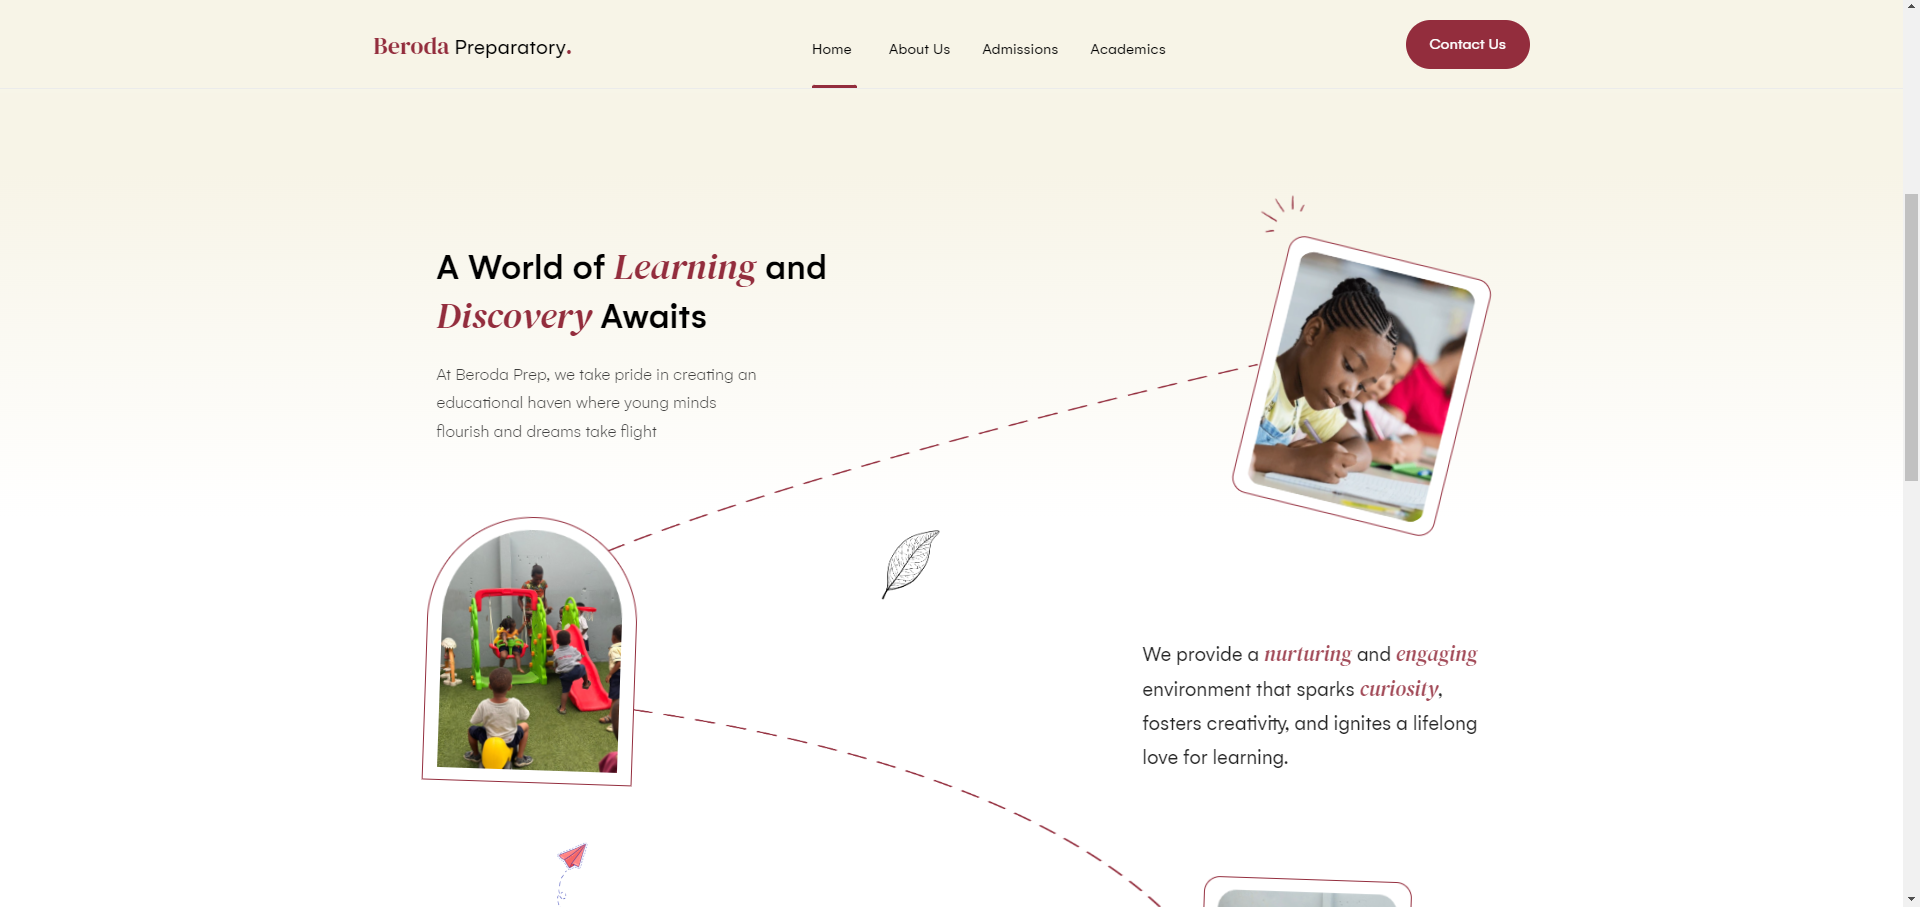 Beroda Preparatory.
Home
About Us
Admissions
Academics
Contact Us
A World of Learning and
Discovery Awaits
At Beroda Prep, we take pride in creating an
educational haven where young minds
flourish and dreams take flight
We provide a nurturing and engaging
environment that sparks curiosity,
fosters creativity, and ignites a lifelong
love for learning.